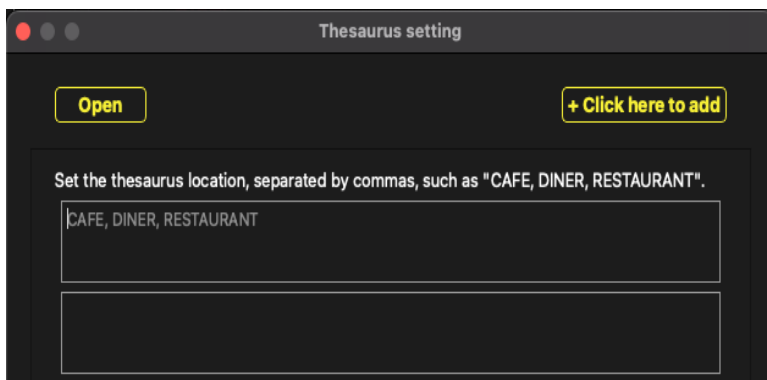 Thesaurus setting
Open
+ Click here to add
Set the thesaurus location, separated by commas, such as "CAFE, DINER, RESTAURANT".
CAFE, DINER, RESTAURANT